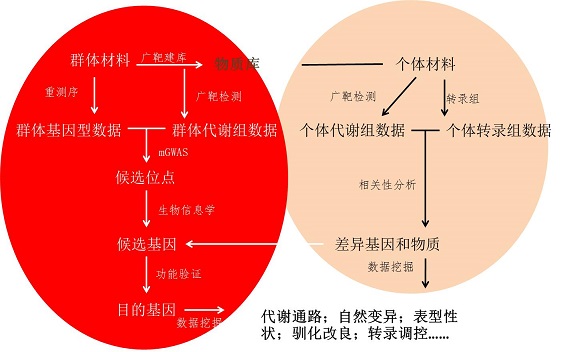 群体材料
广靶建库
物质库
个体材料
重测序
广靶检测
广靶检测
转录组
群体基因型数据
群体代谢组数据
个体代谢组数据
个体转录组数据
mGWAS
候选位点
相关性分析
生物信息学
候选基因
差异基因和物质
功能验证
数据挖掘
目的基因
数据挖掘
代谢通路；自然变异；表型性
状；驯化改良；转录调控......